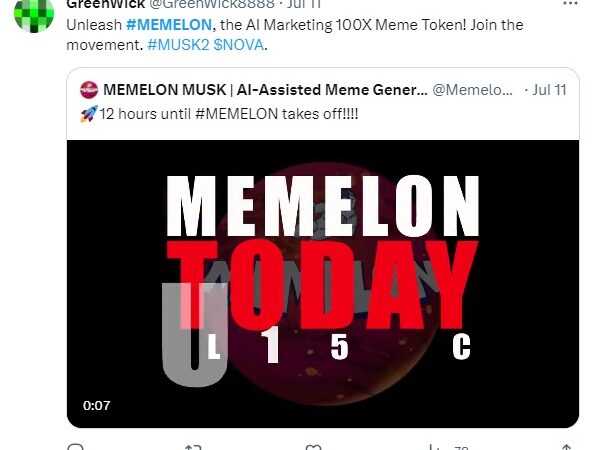 GreenWick @GreenWick8888 · Jul 11
Unleash #MEMELON, the AI Marketing 100X Meme Token! Join the
movement. #MUSK2 $NOVA.
MEMELON MUSK | AI-Assisted Meme Gener... @Memelo... · Jul 11
🚀12 hours until #MEMELON takes off!!!!
MEMELON
TODAY
U L 1 5 C
0:07